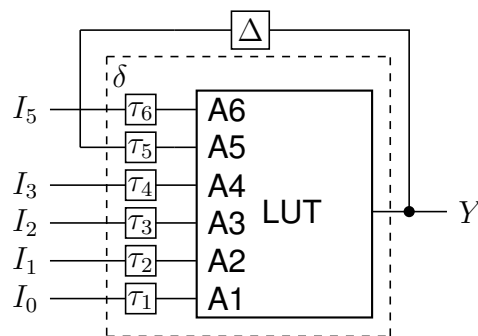 Δ
δ
I₅ τ₆ A6
τ₅ A5
I₃ τ₄ A4
I₂ τ₃ A3
LUT Y
I₁ τ₂ A2
I₀ τ₁ A1